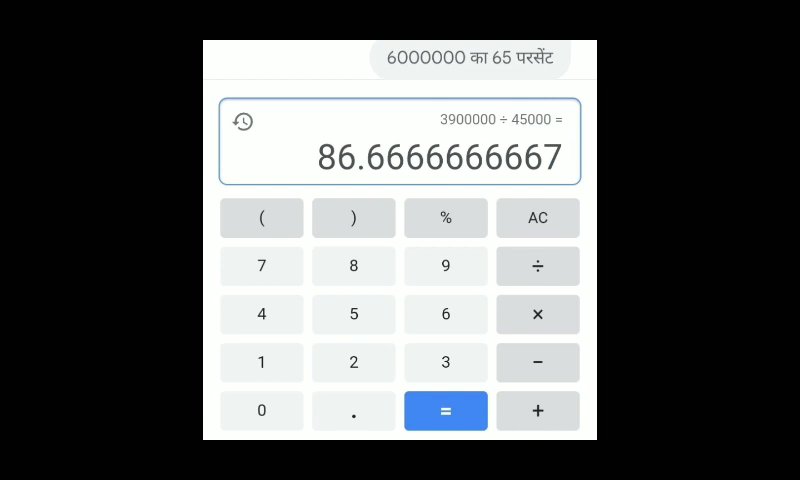 6000000 का 65 परसेंट
3900000 ÷ 45000 =
86.6666666667
( ) % AC
7 8 9 ÷
4 5 6 ×
1 2 3 −
0 . = +